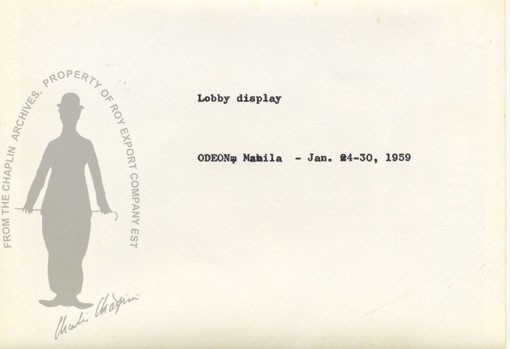 FROM THE CHAPLIN ARCHIVES. PROPERTY OF ROY EXPORT COMPANY EST
Lobby display
ODEON, Manila - Jan. 24-30, 1959
Charlie Chaplin